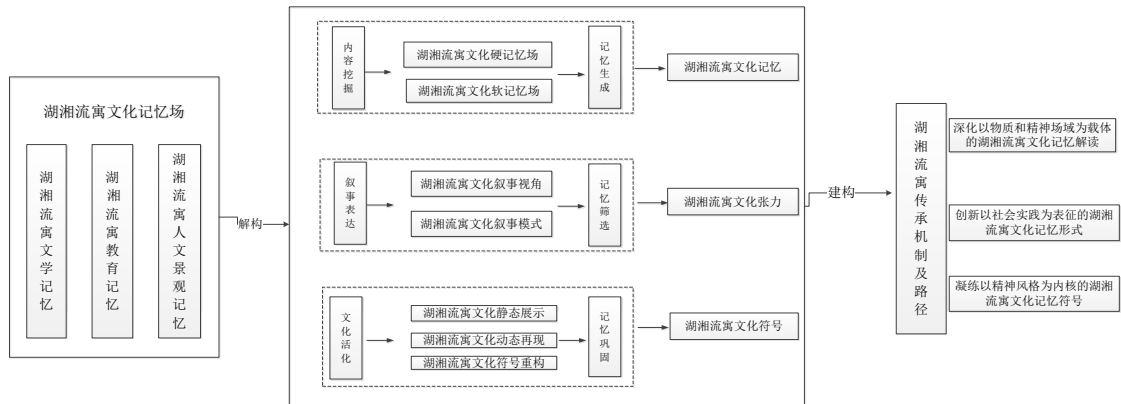 湖湘流寓文化记忆场
湖湘流寓文学记忆
湖湘流寓教育记忆
湖湘流寓人文景观记忆
解构
内容挖掘
湖湘流寓文化硬记忆场
湖湘流寓文化软记忆场
记忆生成
湖湘流寓文化记忆
叙事表达
湖湘流寓文化叙事视角
湖湘流寓文化叙事模式
记忆筛选
湖湘流寓文化张力
文化活化
湖湘流寓文化静态展示
湖湘流寓文化动态再现
湖湘流寓文化符号重构
记忆巩固
湖湘流寓文化符号
建构
湖湘流寓传承机制及路径
深化以物质和精神场域为载体
的湖湘流寓文化记忆解读
创新以社会实践为表征的湖湘
流寓文化记忆形式
凝练以精神风格为内核的湖湘
流寓文化记忆符号